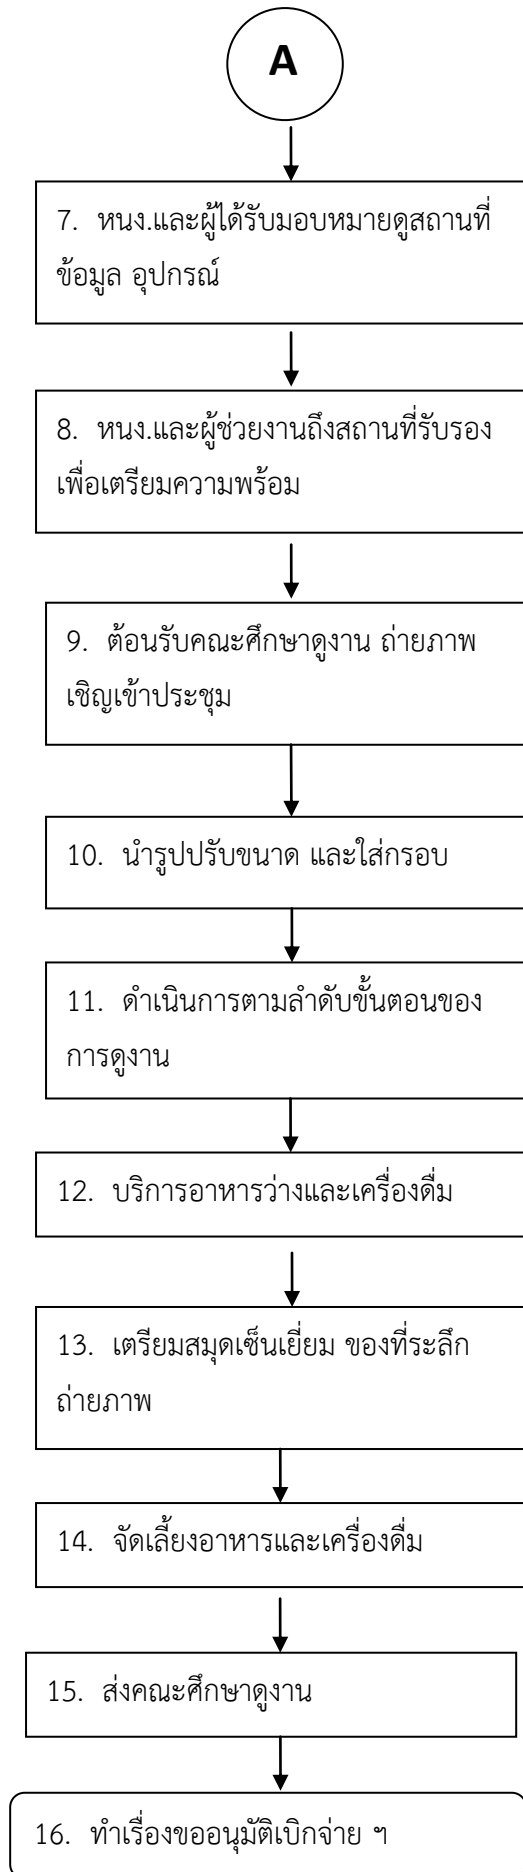 A
7. หนง.และผู้ได้รับมอบหมายดูสถานที่
ข้อมูล อุปกรณ์
8. หนง.และผู้ช่วยงานถึงสถานที่รับรอง
เพื่อเตรียมความพร้อม
9. ต้อนรับคณะศึกษาดูงาน ถ่ายภาพ
เชิญเข้าประชุม
10. นำรูปปรับขนาด และใส่กรอบ
11. ดำเนินการตามลำดับขั้นตอนของ
การดูงาน
12. บริการอาหารว่างและเครื่องดื่ม
13. เตรียมสมุดเซ็นเยี่ยม ของที่ระลึก
ถ่ายภาพ
14. จัดเลี้ยงอาหารและเครื่องดื่ม
15. ส่งคณะศึกษาดูงาน
16. ทำเรื่องขออนุมัติเบิกจ่าย ฯ